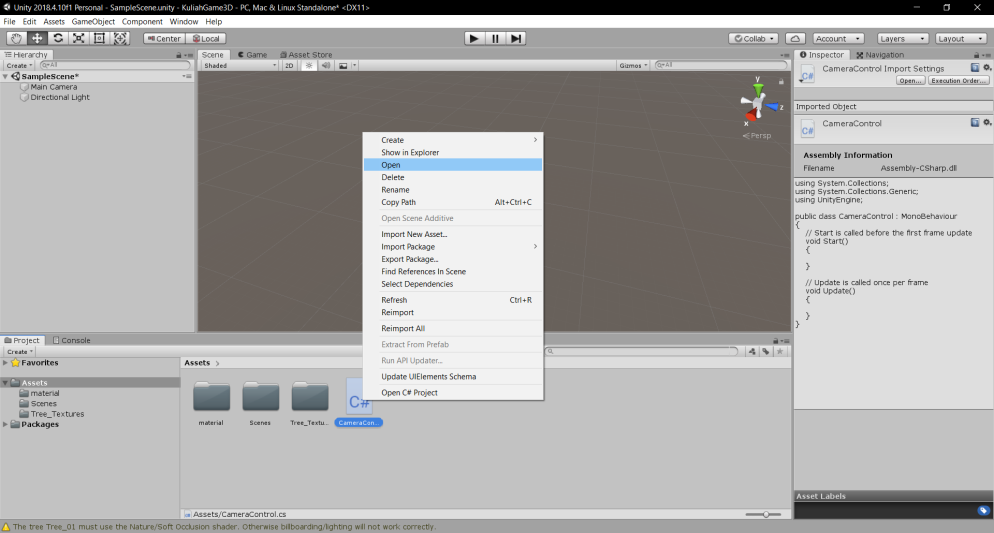 Unity 2018.4.10f1 Personal - SampleScene.unity - KuliahGame3D - PC, Mac & Linux Standalone* <DX11>
File Edit Assets GameObject Component Window Help
Center Local Collab Account Layers Layout
Hierarchy
Create All
SampleScene*
Main Camera
Directional Light
Scene Game Asset Store
Shaded 2D Gizmos All
y
z
x
Persp
Create
Show in Explorer
Open
Delete
Rename
Copy Path Alt+Ctrl+C
Open Scene Additive
Import New Asset...
Import Package
Export Package...
Find References In Scene
Select Dependencies
Refresh Ctrl+R
Reimport
Reimport All
Extract From Prefab
Run API Updater...
Update UIElements Schema
Open C# Project
Inspector Navigation
C#
CameraControl Import Settings
Open... Execution Order...
Imported Object
C#
CameraControl
Assembly Information
Filename Assembly-CSharp.dll
using System.Collections;
using System.Collections.Generic;
using UnityEngine;
public class CameraControl : MonoBehaviour
{
// Start is called before the first frame update
void Start()
{
}
// Update is called once per frame
void Update()
{
}
}
Asset Labels
Project Console
Create
Favorites
Assets
material
Scenes
Tree_Textures
Packages
Assets
C#
material Scenes Tree_Textu... CameraCon...
Assets/CameraControl.cs
The tree Tree_01 must use the Nature/Soft Occlusion shader. Otherwise billboarding/lighting will not work correctly.